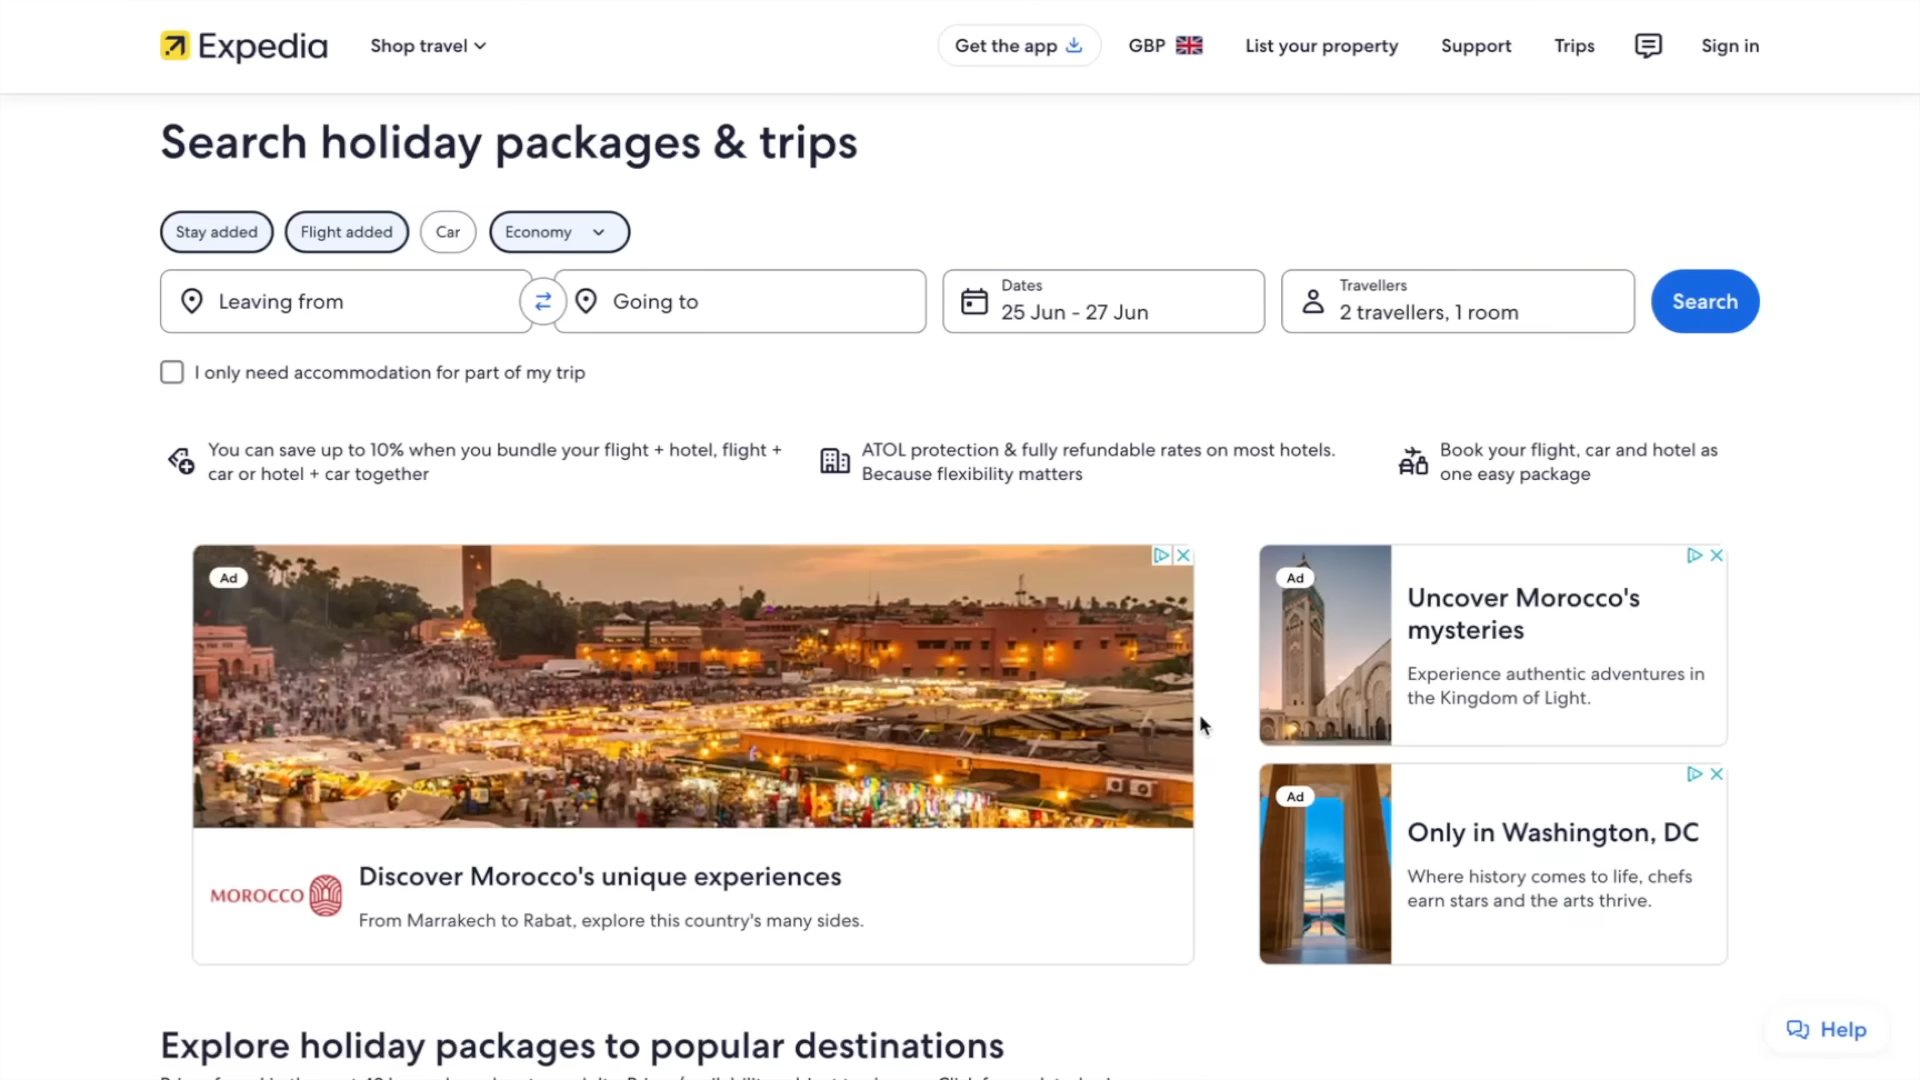 Expedia
Shop travel
Get the app
GBP
List your property
Support
Trips
Sign in
Search holiday packages & trips
Stay added
Flight added
Car
Economy
Leaving from
Going to
Dates
25 Jun - 27 Jun
Travellers
2 travellers, 1 room
Search
I only need accommodation for part of my trip
You can save up to 10% when you bundle your flight + hotel, flight +
car or hotel + car together
ATOL protection & fully refundable rates on most hotels.
Because flexibility matters
Book your flight, car and hotel as
one easy package
Ad
MOROCCO
Discover Morocco's unique experiences
From Marrakech to Rabat, explore this country's many sides.
Ad
Uncover Morocco's
mysteries
Experience authentic adventures in
the Kingdom of Light.
Ad
Only in Washington, DC
Where history comes to life, chefs
earn stars and the arts thrive.
Help
Explore holiday packages to popular destinations